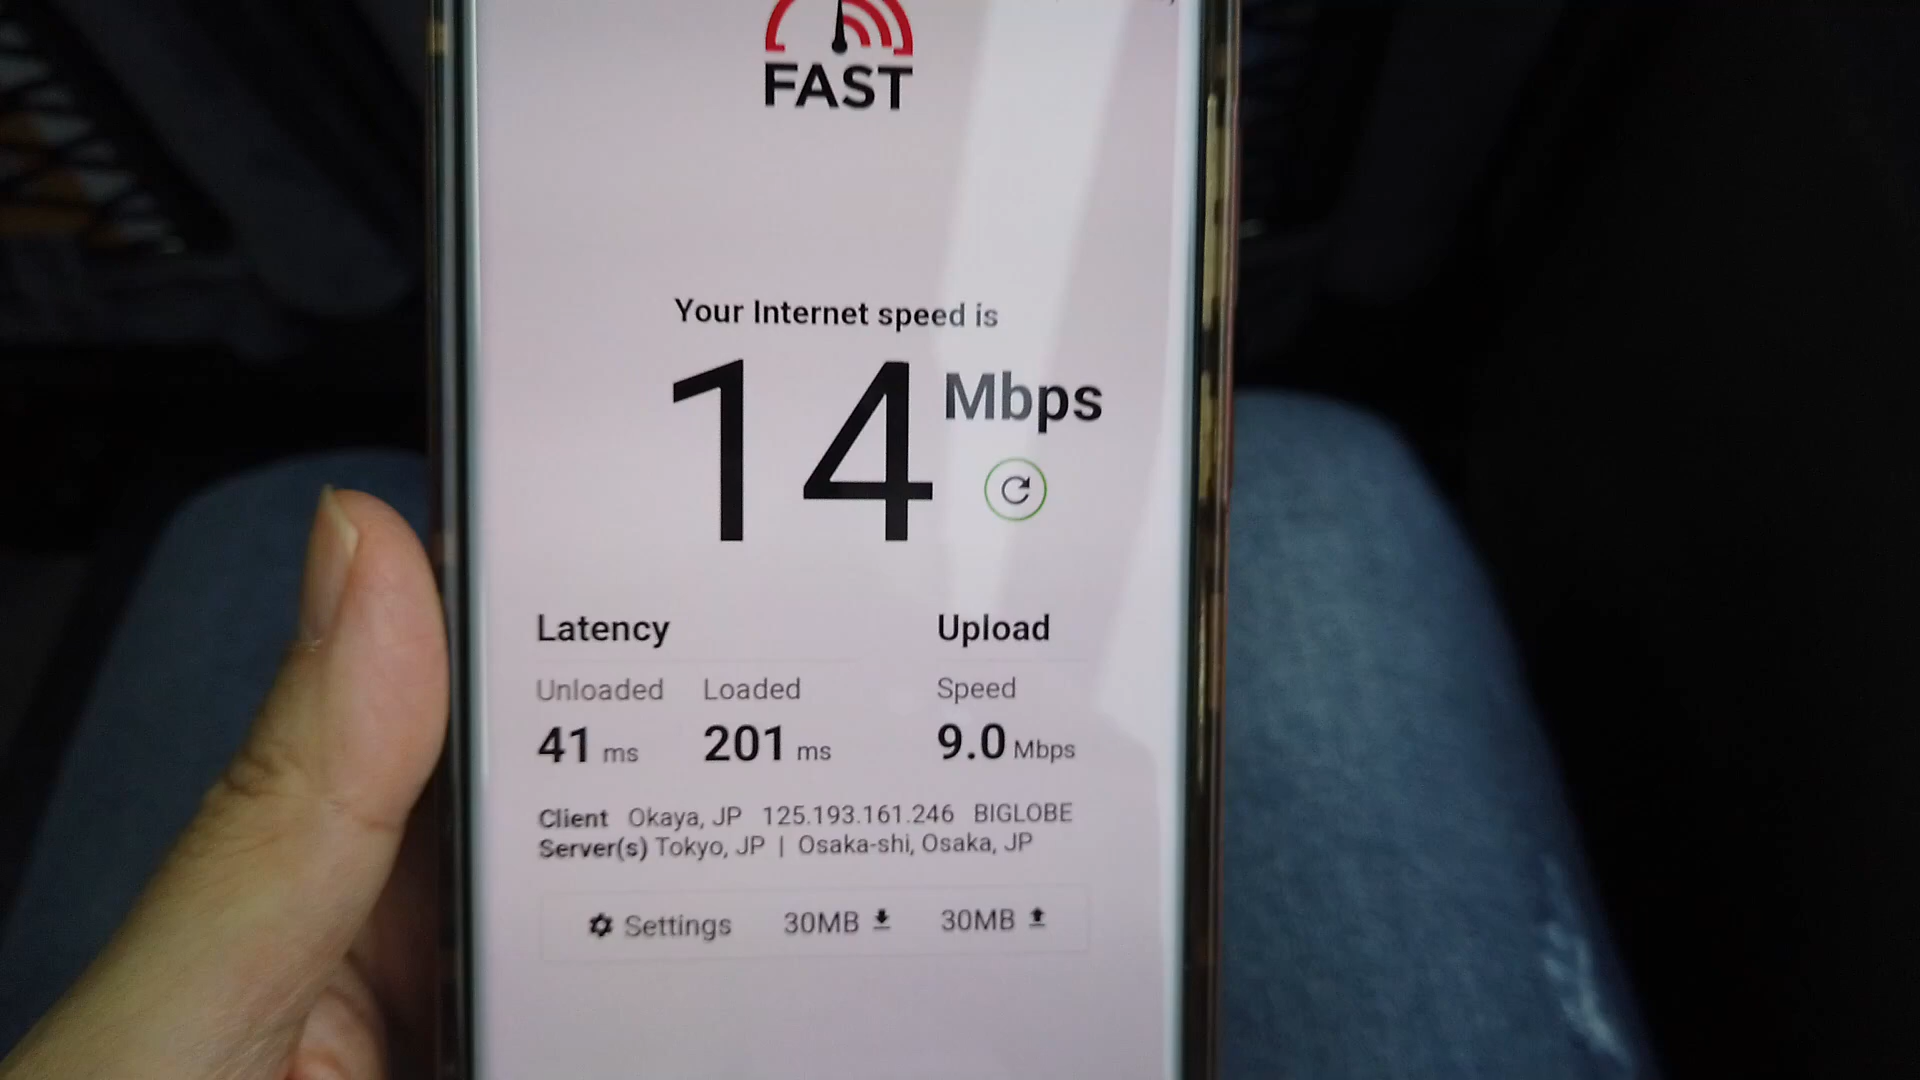 FAST
Your Internet speed is
14 Mbps
Latency Upload
Unloaded Loaded Speed
41 ms 201 ms 9.0 Mbps
Client Okaya, JP 125.193.161.246 BIGLOBE
Server(s) Tokyo, JP | Osaka-shi, Osaka, JP
Settings 30MB 30MB